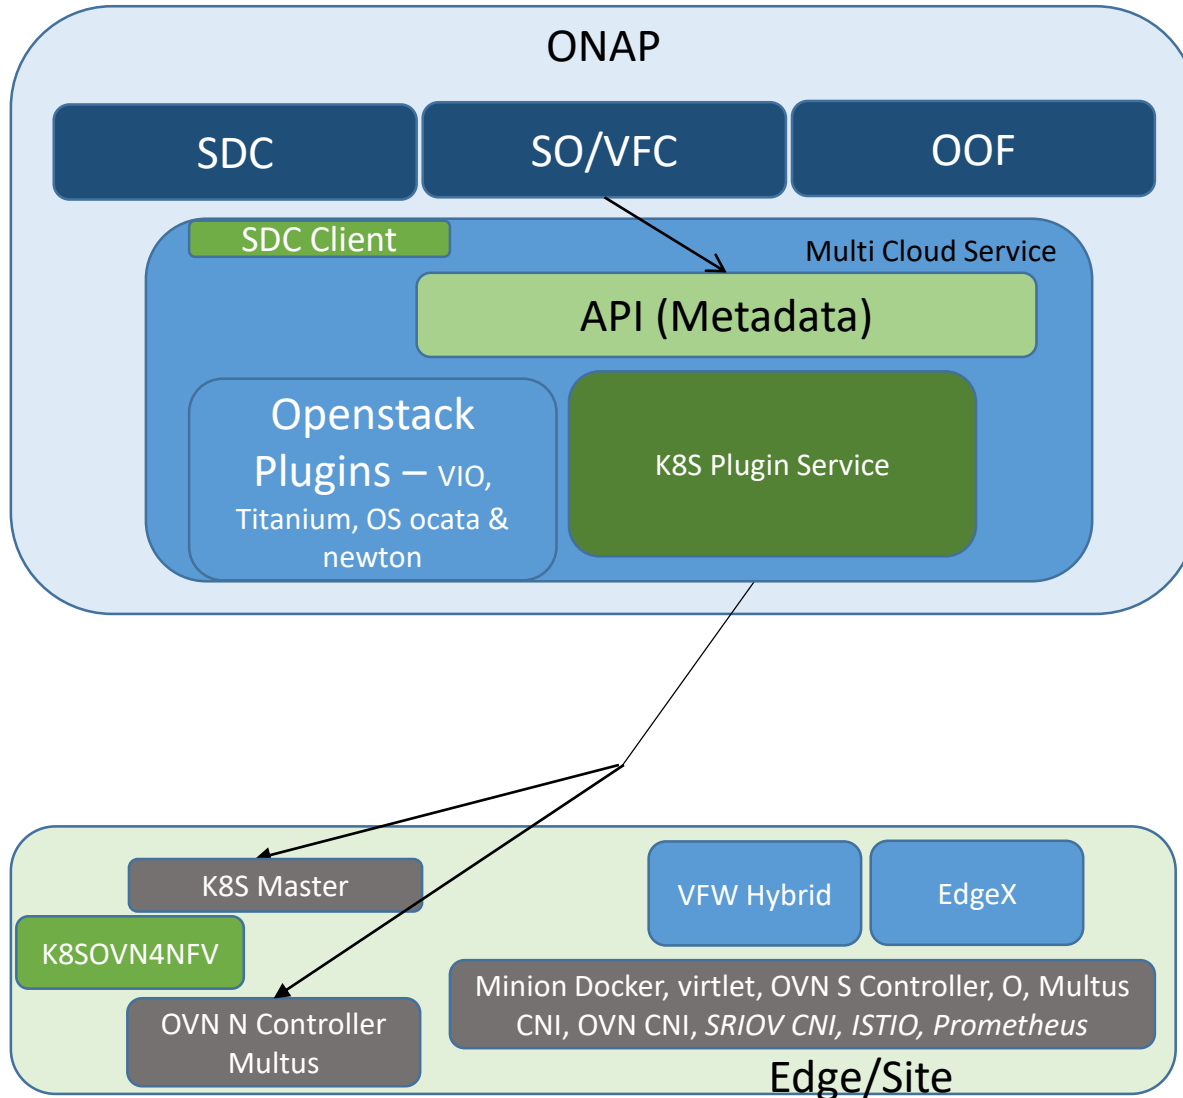 ONAP
SDC
SO/VFC
OOF
SDC Client
Multi Cloud Service
API (Metadata)
Openstack
Plugins – VIO,
Titanium, OS ocata &
newton
K8S Plugin Service
K8S Master
VFW Hybrid
EdgeX
K8SOVN4NFV
Minion Docker, virtlet, OVN S Controller, O, Multus
CNI, OVN CNI, SRIOV CNI, ISTIO, Prometheus
OVN N Controller
Multus
Edge/Site